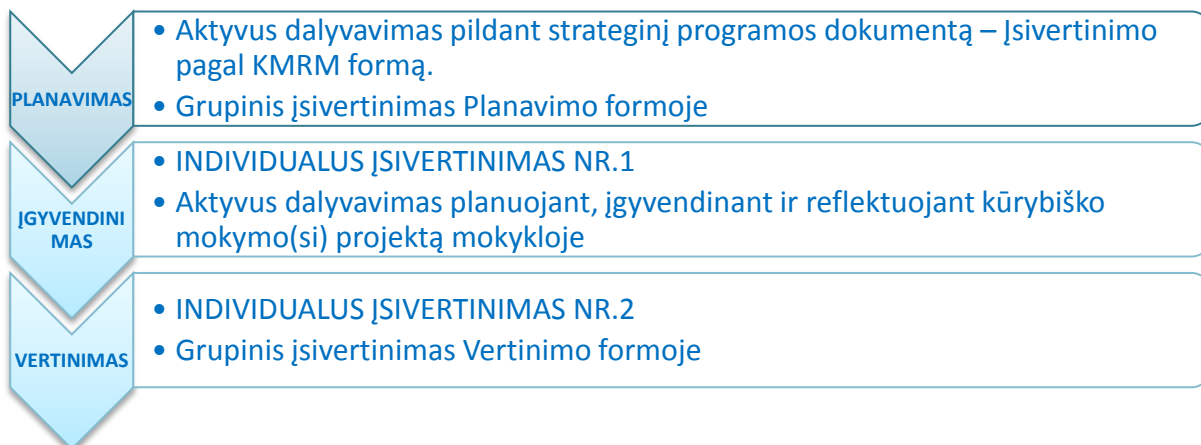 PLANAVIMAS
• Aktyvus dalyvavimas pildant strateginį programos dokumentą – Įsivertinimo
pagal KMRM formą.
• Grupinis įsivertinimas Planavimo formoje
ĮGYVENDINI
MAS
• INDIVIDUALUS ĮSIVERTINIMAS NR.1
• Aktyvus dalyvavimas planuojant, įgyvendinant ir reflektuojant kūrybiško
mokymo(si) projektą mokykloje
VERTINIMAS
• INDIVIDUALUS ĮSIVERTINIMAS NR.2
• Grupinis įsivertinimas Vertinimo formoje